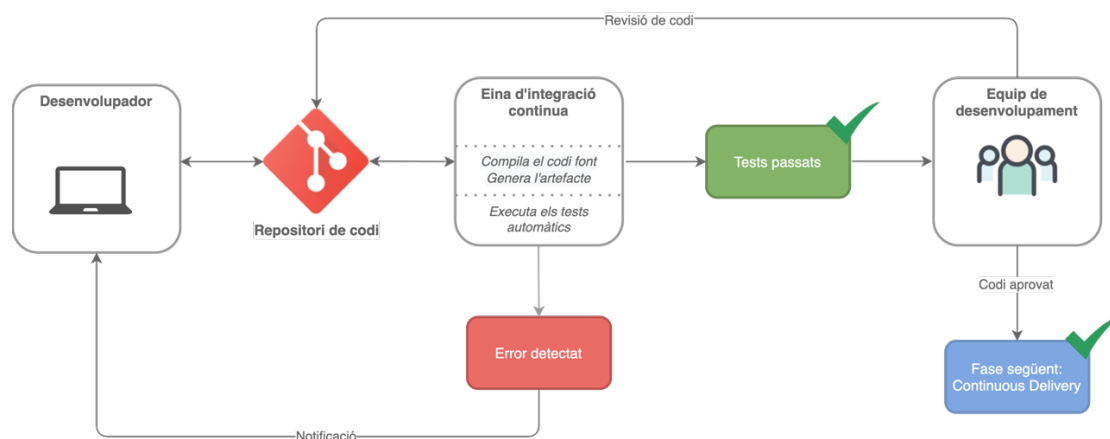 Revisió de codi
Desenvolupador
Eina d'integració
continua
Equip de
desenvolupament
Compila el codi font
Genera l'artefacte
Tests passats
Repositori de codi
Executa els tests
automàtics
Codi aprovat
Error detectat
Fase següent:
Continuous Delivery
Notificació